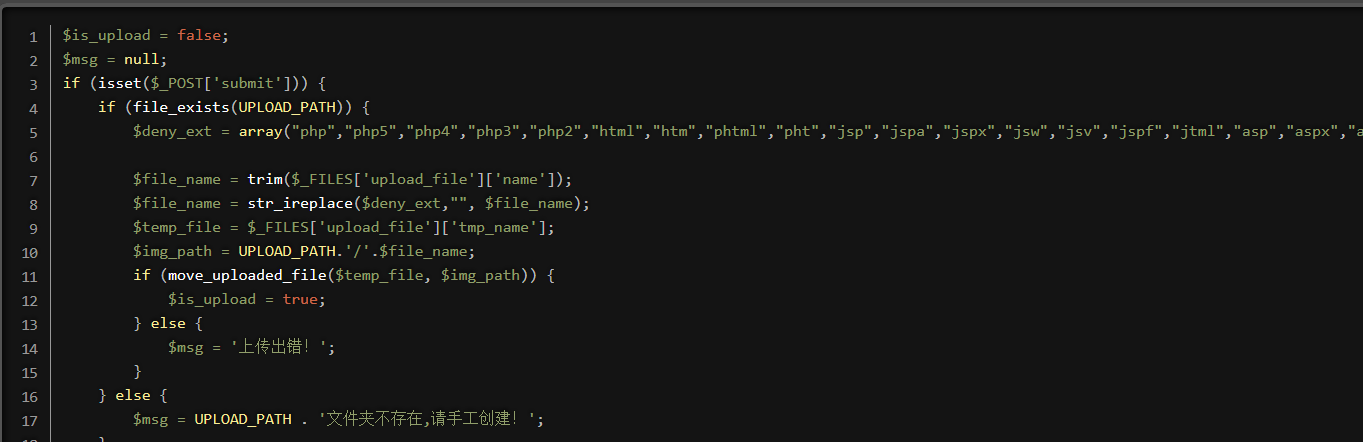 1 $is_upload = false;
2 $msg = null;
3 if (isset($_POST['submit'])) {
4     if (file_exists(UPLOAD_PATH)) {
5         $deny_ext = array("php","php5","php4","php3","php2","html","htm","phtml","pht","jsp","jspa","jspx","jsw","jsv","jspf","jtml","asp","aspx","a
6
7         $file_name = trim($_FILES['upload_file']['name']);
8         $file_name = str_ireplace($deny_ext,"", $file_name);
9         $temp_file = $_FILES['upload_file']['tmp_name'];
10         $img_path = UPLOAD_PATH.'/'.$file_name;
11         if (move_uploaded_file($temp_file, $img_path)) {
12             $is_upload = true;
13         } else {
14             $msg = '上传出错！';
15         }
16     } else {
17         $msg = UPLOAD_PATH . '文件夹不存在,请手工创建！';